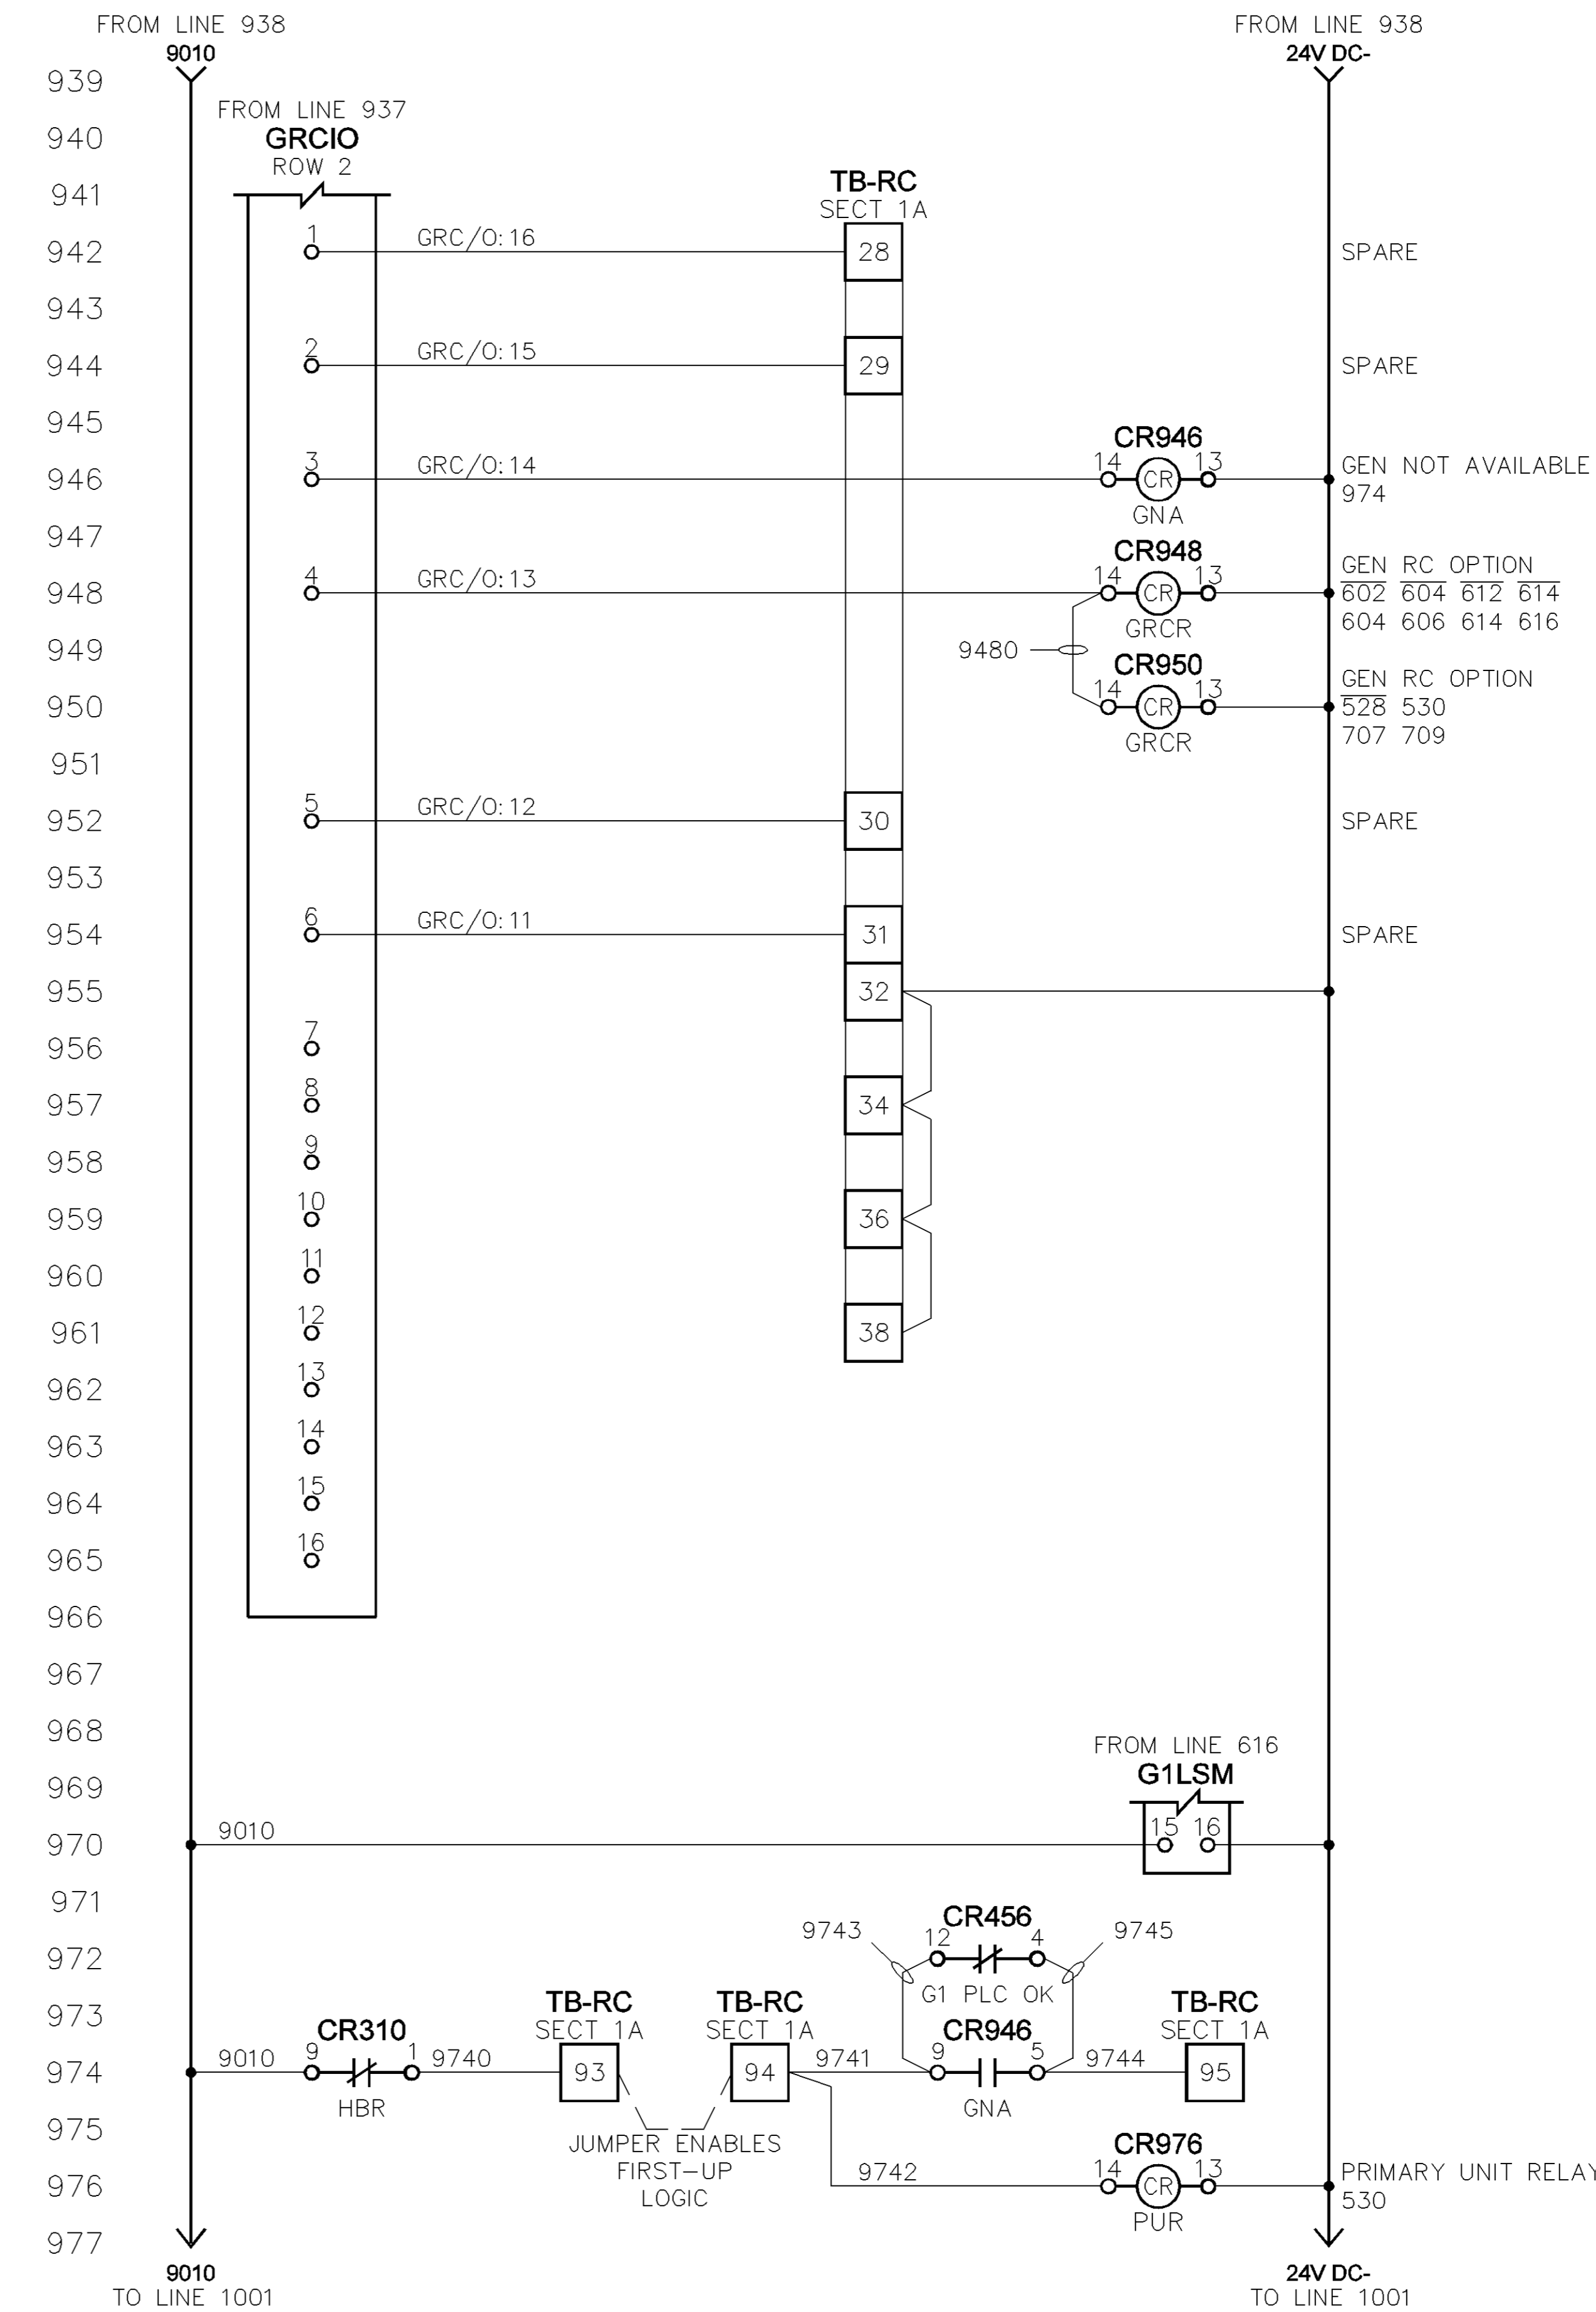 FROM LINE 938
FROM LINE 938
9010
24V DC-
939
FROM LINE 937
940
GRCIO
ROW 2
941
TB-RC
SECT 1A
942
1
GRC/O:16
28
SPARE
943
944
2
GRC/O:15
29
SPARE
945
CR946
946
3
GRC/O:14
14
CR
13
GEN NOT AVAILABLE
974
GNA
947
CR948
GEN RC OPTION
948
4
GRC/O:13
14
CR
13
602 604 612 614
GRCR
604 606 614 616
949
9480
CR950
GEN RC OPTION
950
14
CR
13
528 530
GRCR
707 709
951
952
5
GRC/O:12
30
SPARE
953
954
6
GRC/O:11
31
SPARE
955
32
956
7
957
8
34
958
9
959
10
36
960
11
961
12
38
962
13
963
14
964
15
965
16
966
967
968
FROM LINE 616
969
G1LSM
970
9010
15 16
971
CR456
972
9743
12
4
9745
G1 PLC OK
973
TB-RC
SECT 1A
TB-RC
SECT 1A
TB-RC
SECT 1A
CR310
CR946
974
9010
9
1
9740
93
94
9741
9
5
9744
95
HBR
GNA
975
JUMPER ENABLES
FIRST-UP
LOGIC
CR976
976
9742
14
CR
13
PRIMARY UNIT RELAY
530
PUR
977
9010
TO LINE 1001
24V DC-
TO LINE 1001